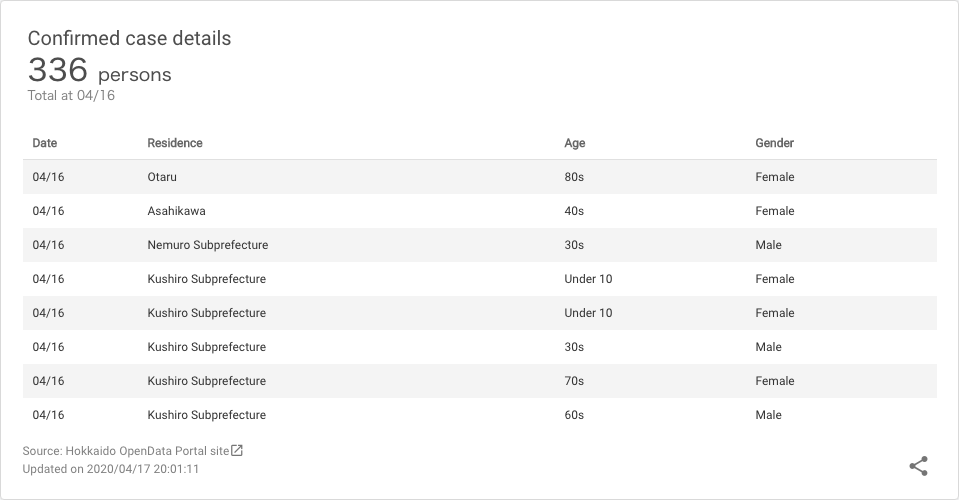 Confirmed case details
336 persons
Total at 04/16
Date Residence Age Gender
04/16 Otaru 80s Female
04/16 Asahikawa 40s Female
04/16 Nemuro Subprefecture 30s Male
04/16 Kushiro Subprefecture Under 10 Female
04/16 Kushiro Subprefecture Under 10 Female
04/16 Kushiro Subprefecture 30s Male
04/16 Kushiro Subprefecture 70s Female
04/16 Kushiro Subprefecture 60s Male
Source: Hokkaido OpenData Portal site
Updated on 2020/04/17 20:01:11